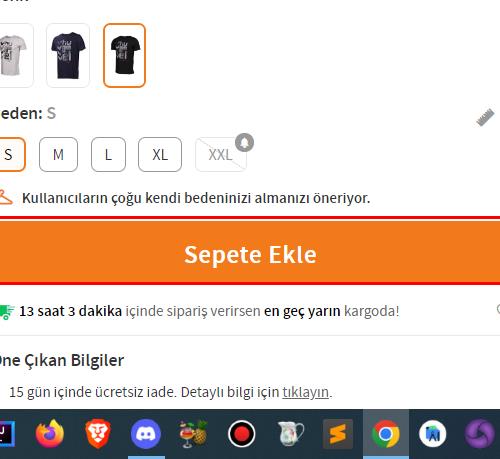 eden: S
S M L XL XXL
Kullanıcıların çoğu kendi bedeninizi almanızı öneriyor.
Sepete Ekle
13 saat 3 dakika içinde sipariş verirsen en geç yarın kargoda!
ne Çıkan Bilgiler
15 gün içinde ücretsiz iade. Detaylı bilgi için tıklayın.